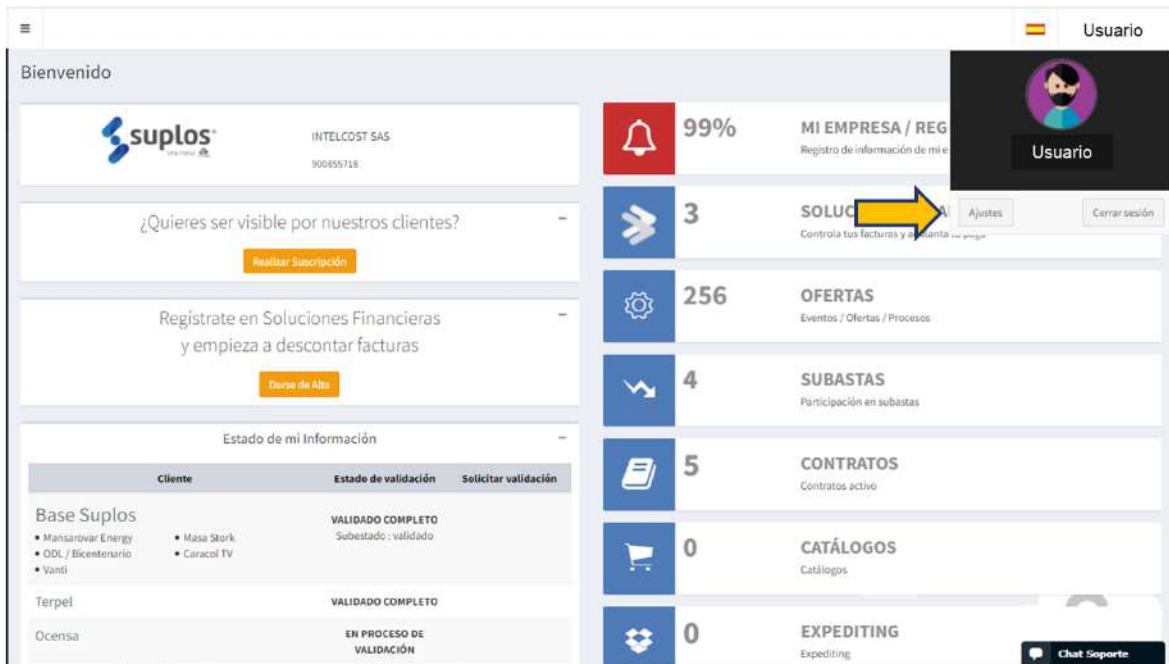 Usuario
Bienvenido
suplos
INTELCOST SAS
900855718
¿Quieres ser visible por nuestros clientes?
Realizar Suscripción
Regístrate en Soluciones Financieras
y empieza a descontar facturas
Darse de Alta
Estado de mi Información
Cliente Estado de validación Solicitar validación
Base Suplos
• Mansarovar Energy • Masa Stork
• ODL / Bicentenario • Caracol TV
• Vanti
VALIDADO COMPLETO
Subestado : validado
Terpel VALIDADO COMPLETO
Ocensa EN PROCESO DE
VALIDACIÓN
99% MI EMPRESA / REG
Registro de información de mi e
3 SOLUC
Controla tus facturas y
256 OFERTAS
Eventos / Ofertas / Procesos
4 SUBASTAS
Participación en subastas
5 CONTRATOS
Contratos activo
0 CATÁLOGOS
Catálogos
0 EXPEDITING
Expediting
Usuario
Ajustes Cerrar sesión
Chat Soporte